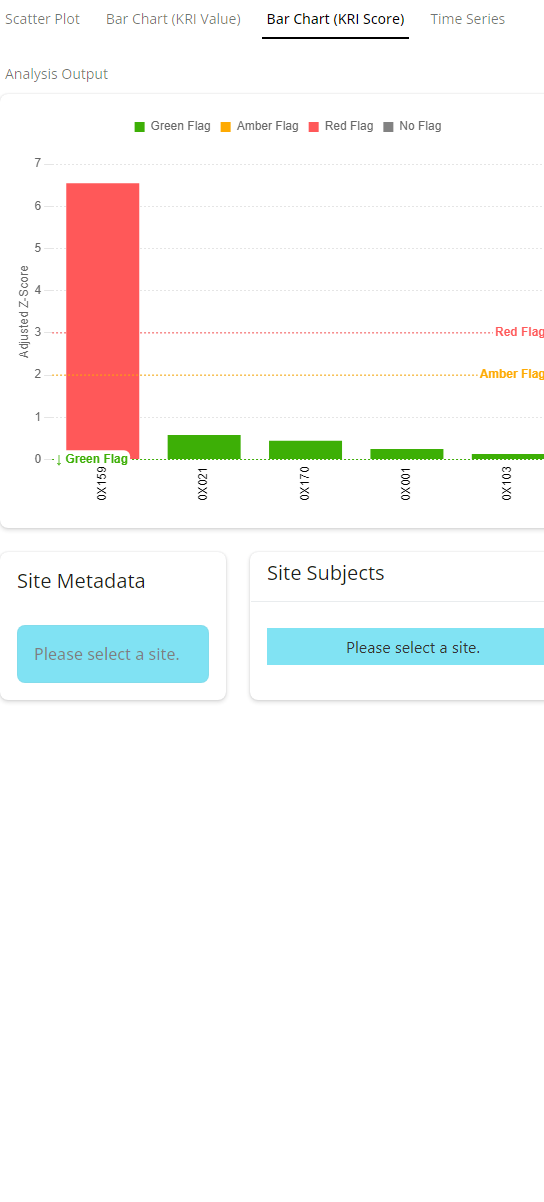 Scatter Plot
Bar Chart (KRI Value)
Bar Chart (KRI Score)
Time Series
Analysis Output
Green Flag
Amber Flag
Red Flag
No Flag
Adjusted Z-Score
7
6
5
4
3
2
1
0
Red Flag
Amber Flag
↓ Green Flag
0X159
0X021
0X170
0X001
0X103
Site Metadata
Please select a site.
Site Subjects
Please select a site.